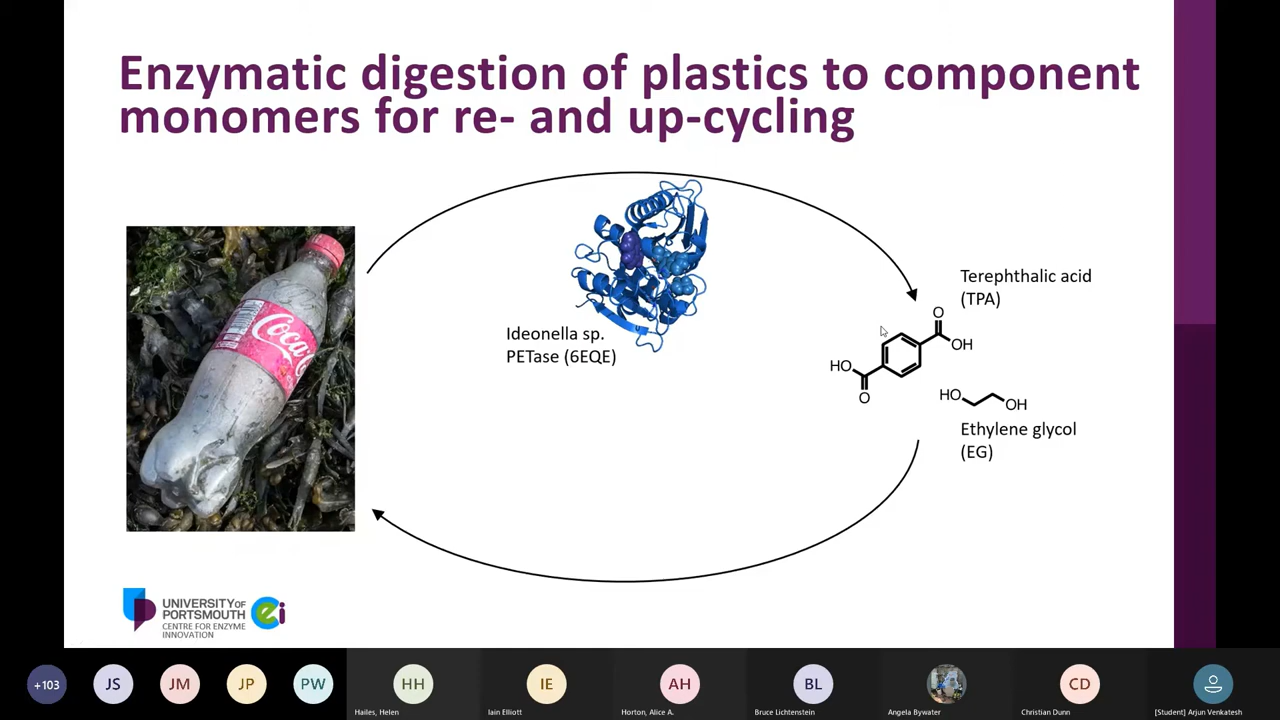 Enzymatic digestion of plastics to component
monomers for re- and up-cycling
Coca
Ideonella sp.
PETase (6EQE)
Terephthalic acid
(TPA)
O
OH
HO
O
HO
OH
Ethylene glycol
(EG)
UNIVERSITY OF
PORTSMOUTH
CENTRE FOR ENZYME
INNOVATION
cei
+103
JS
JM
JP
PW
HH
IE
AH
BL
CD
Hailes, Helen
Iain Elliott
Horton, Alice A.
Bruce Lichtenstein
Angela Bywater
Christian Dunn
[Student] Arjun Venkatesh